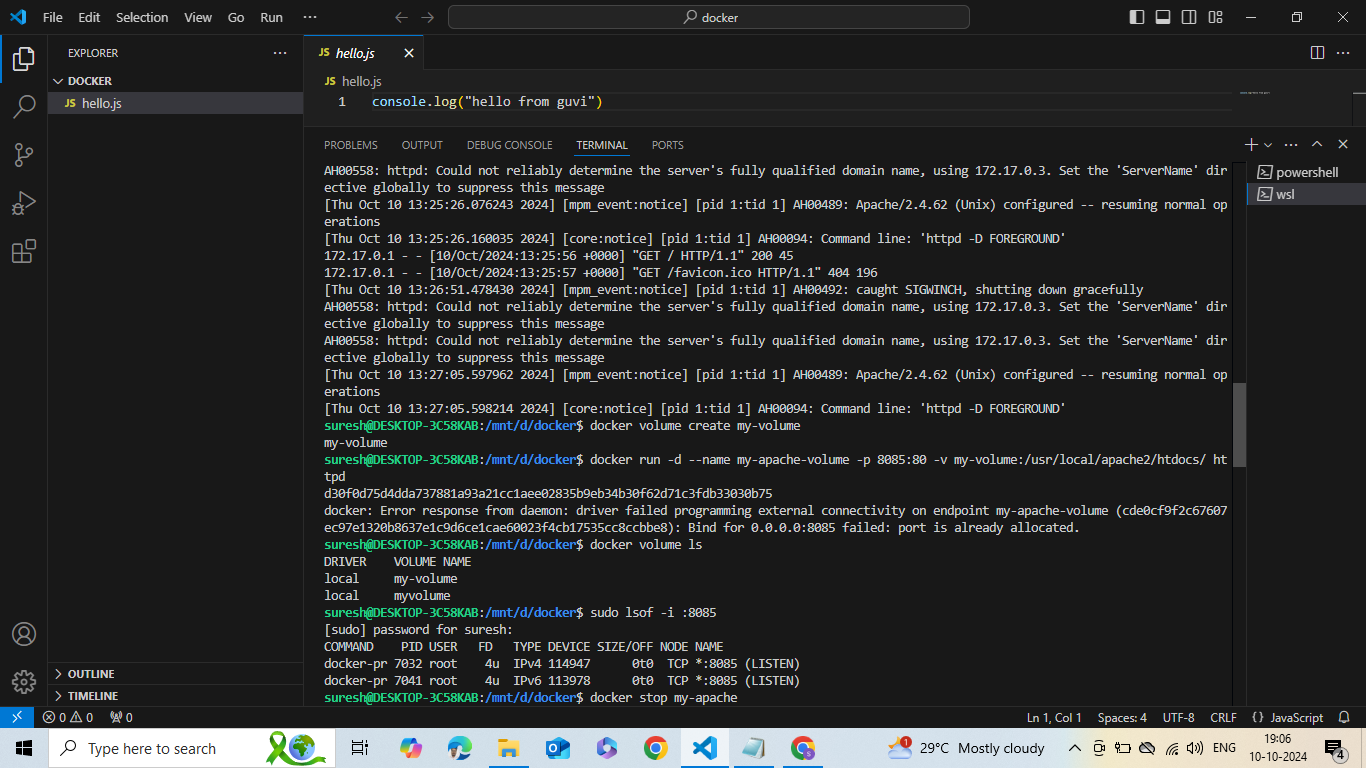 File Edit Selection View Go Run ···
docker
EXPLORER
DOCKER
JS hello.js
OUTLINE
TIMELINE
JS hello.js
JS hello.js
1 console.log("hello from guvi")
PROBLEMS OUTPUT DEBUG CONSOLE TERMINAL PORTS
powershell
wsl
AH00558: httpd: Could not reliably determine the server's fully qualified domain name, using 172.17.0.3. Set the 'ServerName' dir
ective globally to suppress this message
[Thu Oct 10 13:25:26.076243 2024] [mpm_event:notice] [pid 1:tid 1] AH00489: Apache/2.4.62 (Unix) configured -- resuming normal op
erations
[Thu Oct 10 13:25:26.160035 2024] [core:notice] [pid 1:tid 1] AH00094: Command line: 'httpd -D FOREGROUND'
172.17.0.1 - - [10/Oct/2024:13:25:56 +0000] "GET / HTTP/1.1" 200 45
172.17.0.1 - - [10/Oct/2024:13:25:57 +0000] "GET /favicon.ico HTTP/1.1" 404 196
[Thu Oct 10 13:26:51.478430 2024] [mpm_event:notice] [pid 1:tid 1] AH00492: caught SIGWINCH, shutting down gracefully
AH00558: httpd: Could not reliably determine the server's fully qualified domain name, using 172.17.0.3. Set the 'ServerName' dir
ective globally to suppress this message
AH00558: httpd: Could not reliably determine the server's fully qualified domain name, using 172.17.0.3. Set the 'ServerName' dir
ective globally to suppress this message
[Thu Oct 10 13:27:05.597962 2024] [mpm_event:notice] [pid 1:tid 1] AH00489: Apache/2.4.62 (Unix) configured -- resuming normal op
erations
[Thu Oct 10 13:27:05.598214 2024] [core:notice] [pid 1:tid 1] AH00094: Command line: 'httpd -D FOREGROUND'
suresh@DESKTOP-3C58KAB:/mnt/d/docker$ docker volume create my-volume
my-volume
suresh@DESKTOP-3C58KAB:/mnt/d/docker$ docker run -d --name my-apache-volume -p 8085:80 -v my-volume:/usr/local/apache2/htdocs/ ht
tpd
d30f0d75d4dda737881a93a21cc1aee02835b9eb34b30f62d71c3fdb33030b75
docker: Error response from daemon: driver failed programming external connectivity on endpoint my-apache-volume (cde0cf9f2c67607
ec97e1320b8637e1c9d6ce1cae60023f4cb17535cc8ccbbe8): Bind for 0.0.0.0:8085 failed: port is already allocated.
suresh@DESKTOP-3C58KAB:/mnt/d/docker$ docker volume ls
DRIVER VOLUME NAME
local my-volume
local myvolume
suresh@DESKTOP-3C58KAB:/mnt/d/docker$ sudo lsof -i :8085
[sudo] password for suresh:
COMMAND PID USER FD TYPE DEVICE SIZE/OFF NODE NAME
docker-pr 7032 root 4u IPv4 114947 0t0 TCP *:8085 (LISTEN)
docker-pr 7041 root 4u IPv6 113978 0t0 TCP *:8085 (LISTEN)
suresh@DESKTOP-3C58KAB:/mnt/d/docker$ docker stop my-apache
0 0 0 Ln 1, Col 1 Spaces: 4 UTF-8 CRLF {} JavaScript
Type here to search 1 29°C Mostly cloudy ENG 19:06
10-10-2024 4